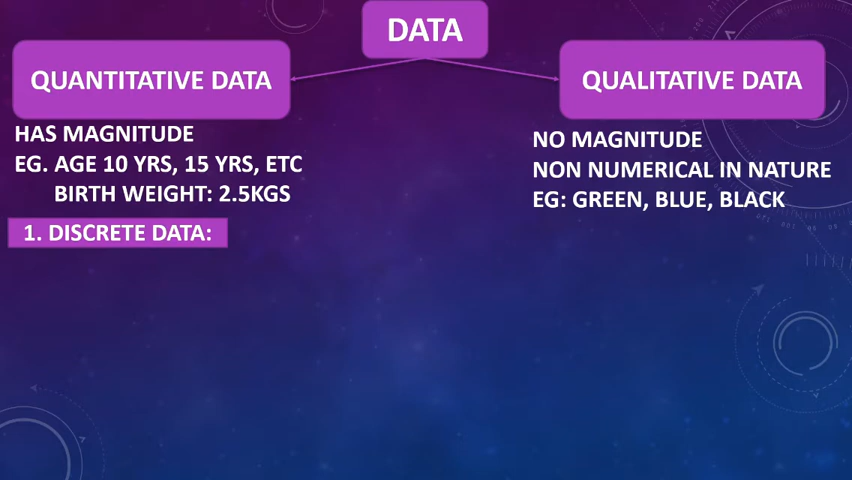 DATA
QUANTITATIVE DATA
QUALITATIVE DATA
HAS MAGNITUDE
EG. AGE 10 YRS, 15 YRS, ETC
BIRTH WEIGHT: 2.5KGS
1. DISCRETE DATA:
NO MAGNITUDE
NON NUMERICAL IN NATURE
EG: GREEN, BLUE, BLACK